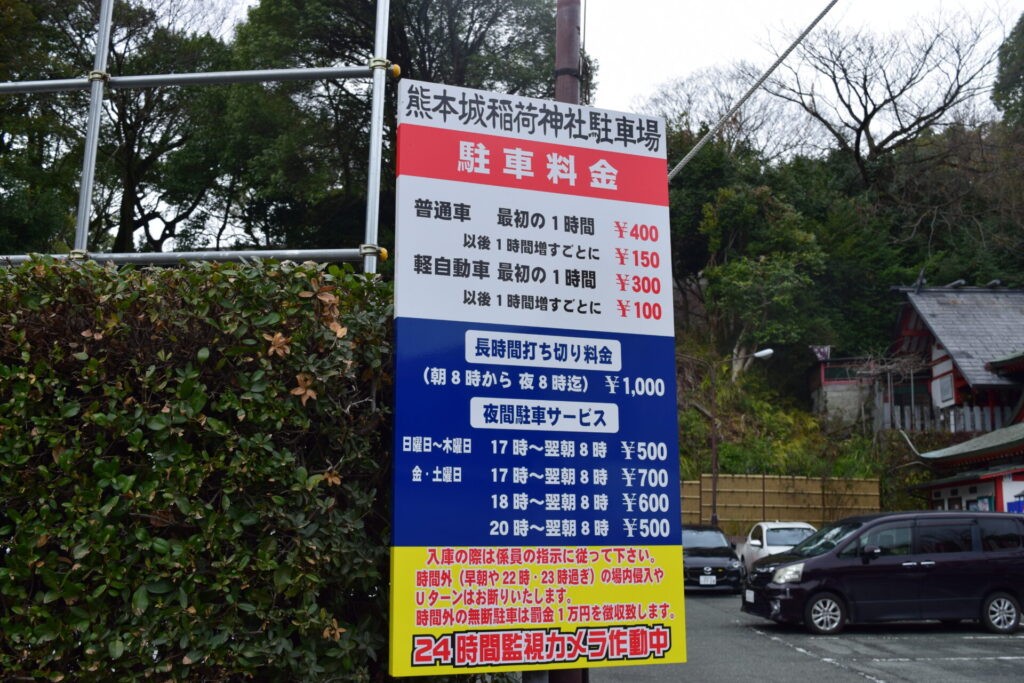 熊本城稲荷神社駐車場
駐車料金
普通車 最初の1時間 ¥400
以後1時間増すごとに ¥150
軽自動車 最初の1時間 ¥300
以後1時間増すごとに ¥100
長時間打ち切り料金
(朝8時から 夜8時迄) ¥1,000
夜間駐車サービス
日曜日〜木曜日 17時〜翌朝8時 ¥500
金・土曜日 17時〜翌朝8時 ¥700
18時〜翌朝8時 ¥600
20時〜翌朝8時 ¥500
入庫の際は係員の指示に従って下さい。
時間外(早朝や22時・23時過ぎ)の場内侵入や
Uターンはお断りいたします。
時間外の無断駐車は罰金1万円を徴収致します。
24時間監視カメラ作動中